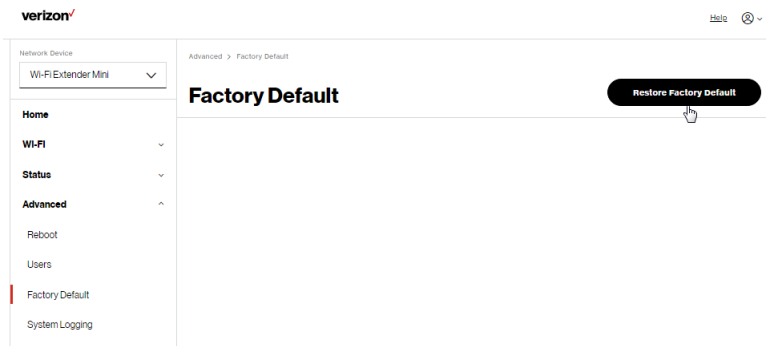 verizon
Help
Network Device
Wi-Fi Extender Mini
Home
Wi-Fi
Status
Advanced
Reboot
Users
Factory Default
System Logging
Advanced > Factory Default
Factory Default
Restore Factory Default